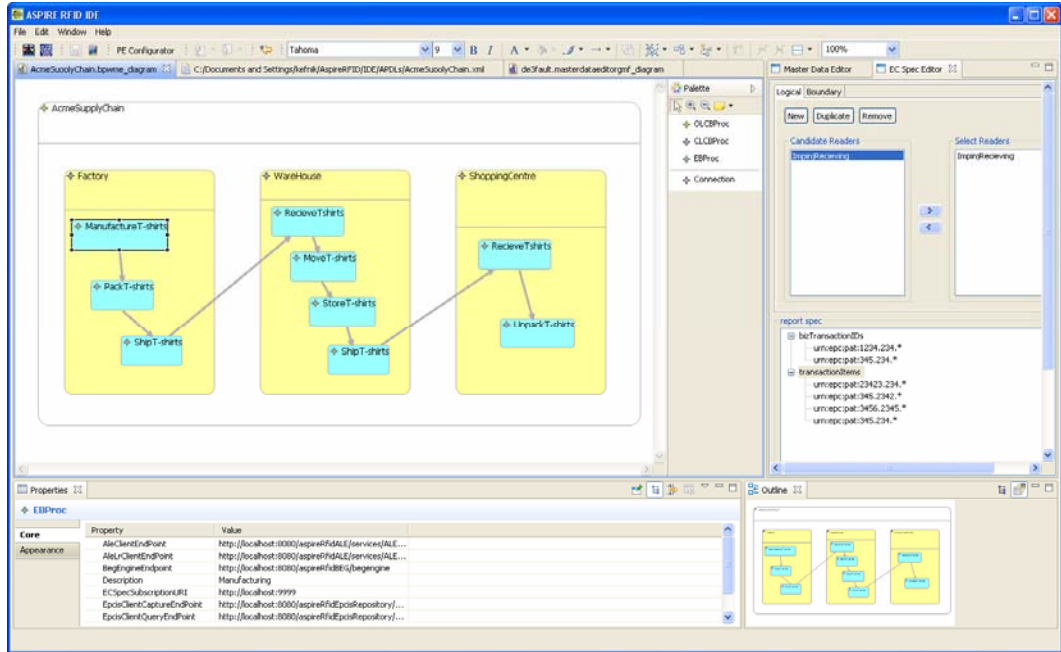 ASPIRE RFID IDE
File Edit Window Help
PE Configurator
Tahoma
9
B I
A
100%
AcmeSuoolyChain.bpwme_diagram
C:/Documents and Settings/kefnik/AspireRFID/IDE/APDLs/AcmeSuoolyChain.xml
de3fault.masterdataeditorgmf_diagram
Master Data Editor
EC Spec Editor
AcmeSupplyChain
Factory
ManufactureT-shirts
PackT-shirts
ShipT-shirts
WareHouse
RecieveTshirts
MoveT-shirts
StoreT-shirts
ShipT-shirts
ShoppingCentre
RecieveTshirts
UnpackT-shirts
Palette
OLCBProc
CLCBProc
EBProc
Connection
Logical Boundary
New Duplicate Remove
Candidate Readers
ImpinjRecieving
Select Readers
ImpinjRecieving
report spec
bizTransactionIDs
urn:epc:pat:1234.234.*
urn:epc:pat:345.234.*
transactionItems
urn:epc:pat:23423.234.*
urn:epc:pat:345.2342.*
urn:epc:pat:3456.2345.*
urn:epc:pat:345.234.*
Properties
EBProc
Core
Appearance
Property Value
AleClientEndPoint http://localhost:8080/aspireRfidALE/services/ALE...
AleLrClientEndPoint http://localhost:8080/aspireRfidALE/services/ALE...
BegEngineEndpoint http://localhost:8080/aspireRfidBEG/begengine
Description Manufacturing
ECSpecSubscriptionURI http://localhost:9999
EpcisClientCaptureEndPoint http://localhost:8080/aspireRfidEpcisRepository/...
EpcisClientQueryEndPoint http://localhost:8080/aspireRfidEpcisRepository/...
Outline